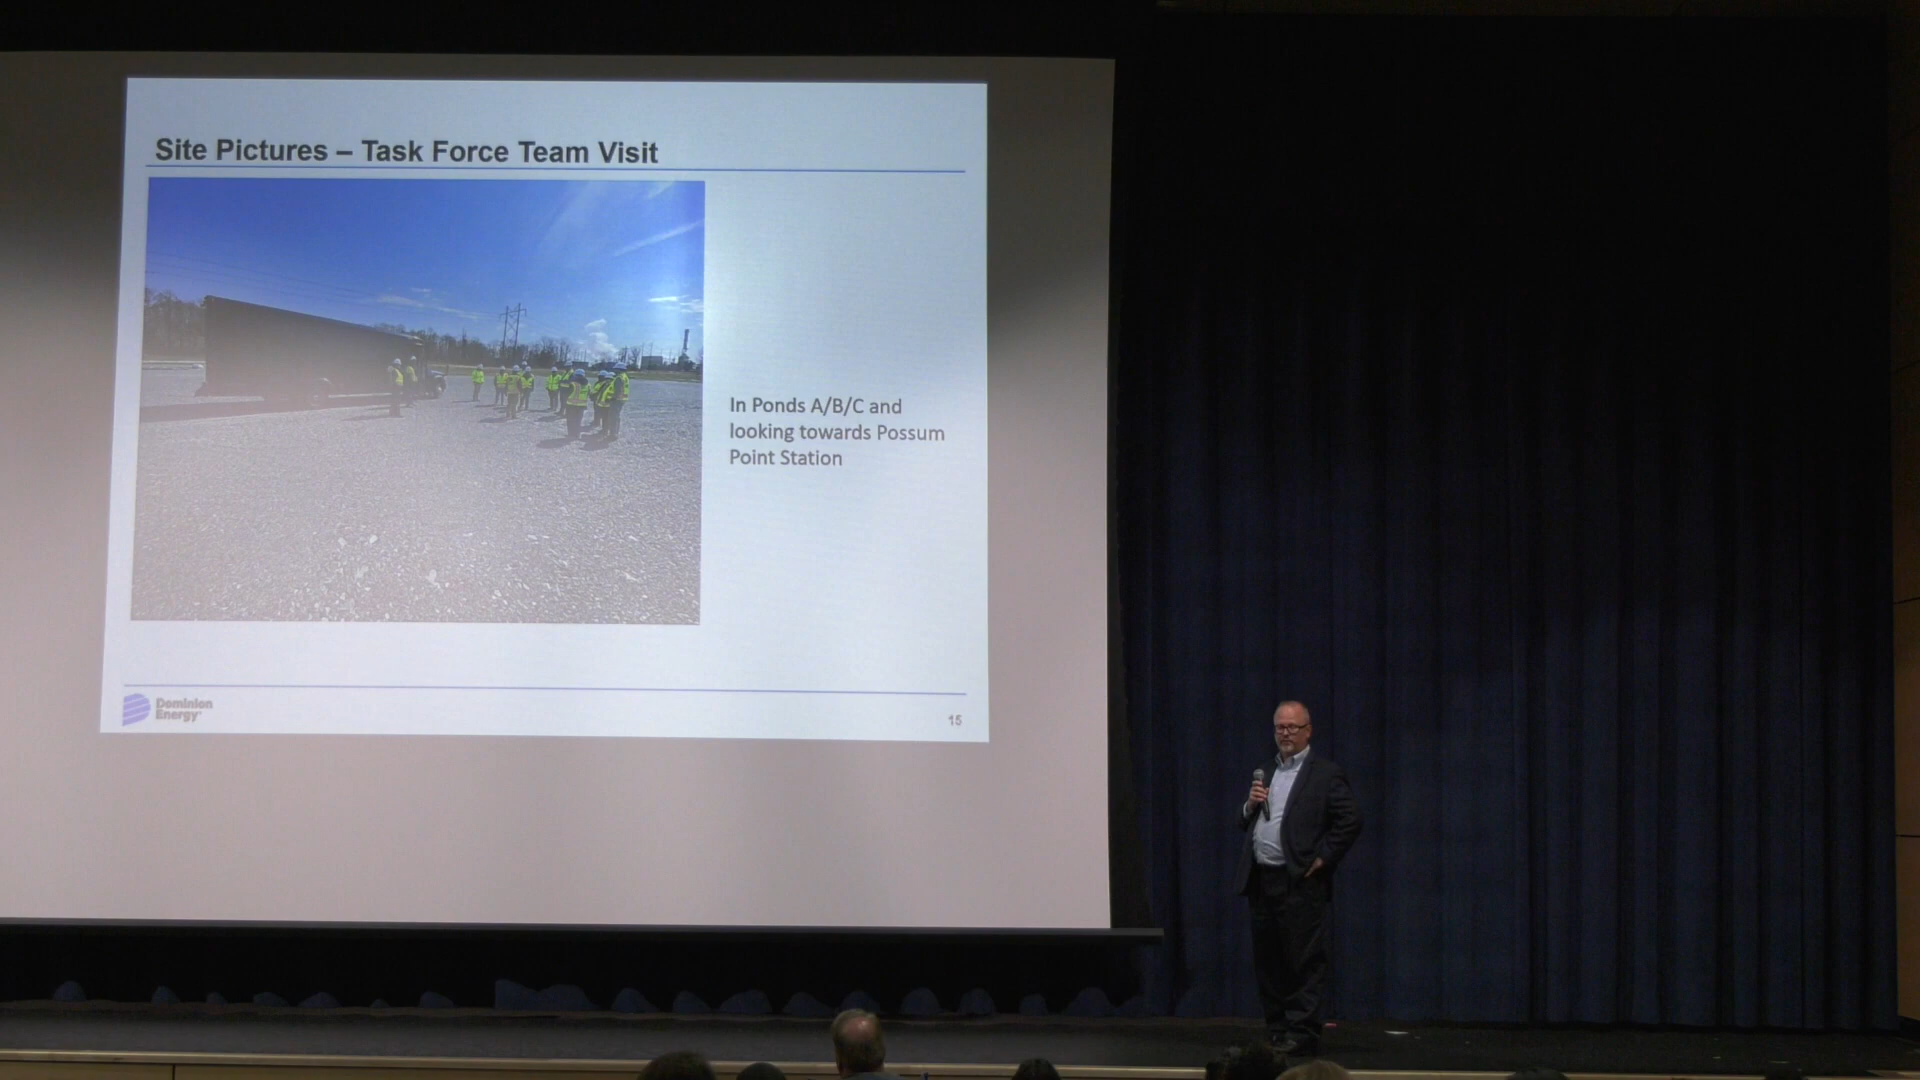 Site Pictures – Task Force Team Visit
In Ponds A/B/C and
looking towards Possum
Point Station
Dominion
Energy
15